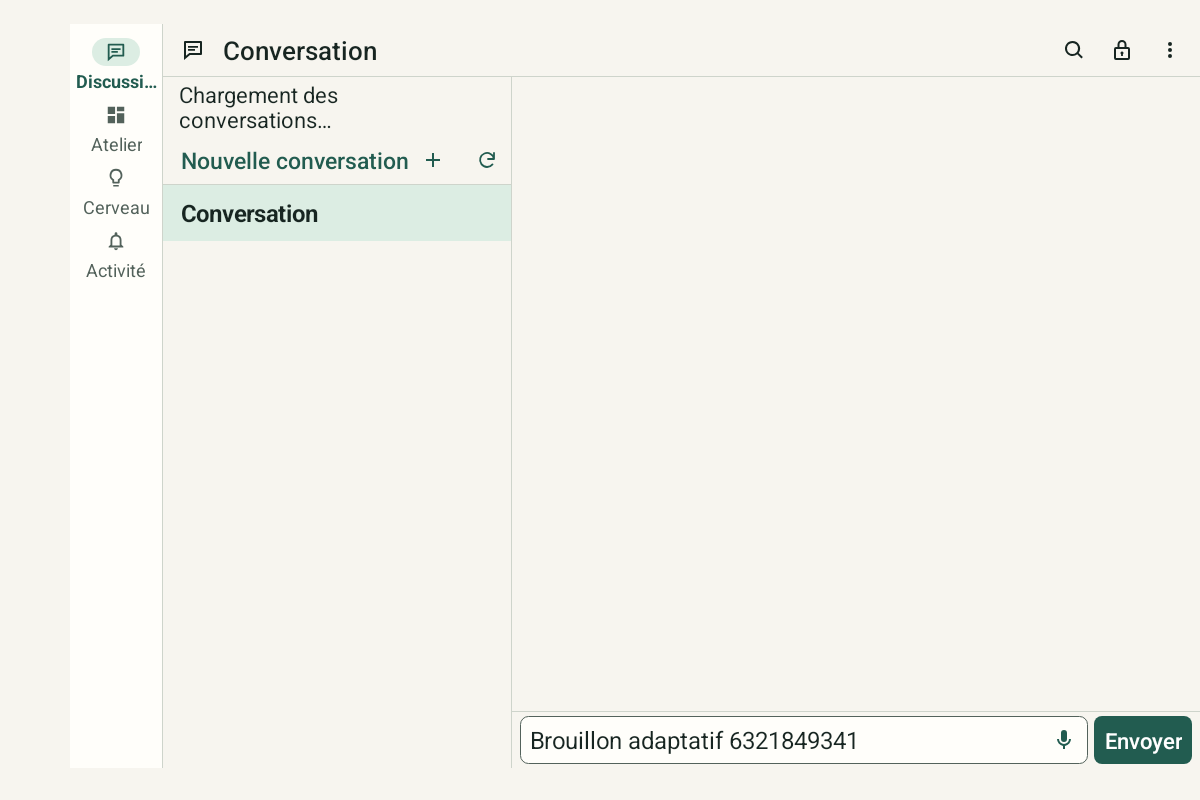 Discussi…
Atelier
Cerveau
Activité
Conversation
Chargement des
conversations…
Nouvelle conversation
Conversation
Brouillon adaptatif 6321849341
Envoyer